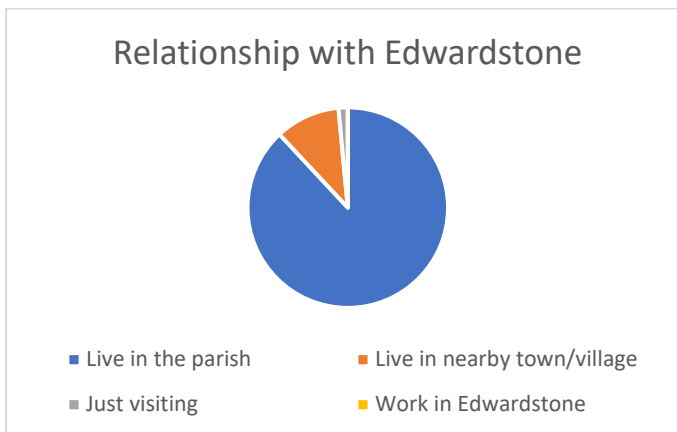 Relationship with Edwardstone
Live in the parish
Live in nearby town/village
Just visiting
Work in Edwardstone